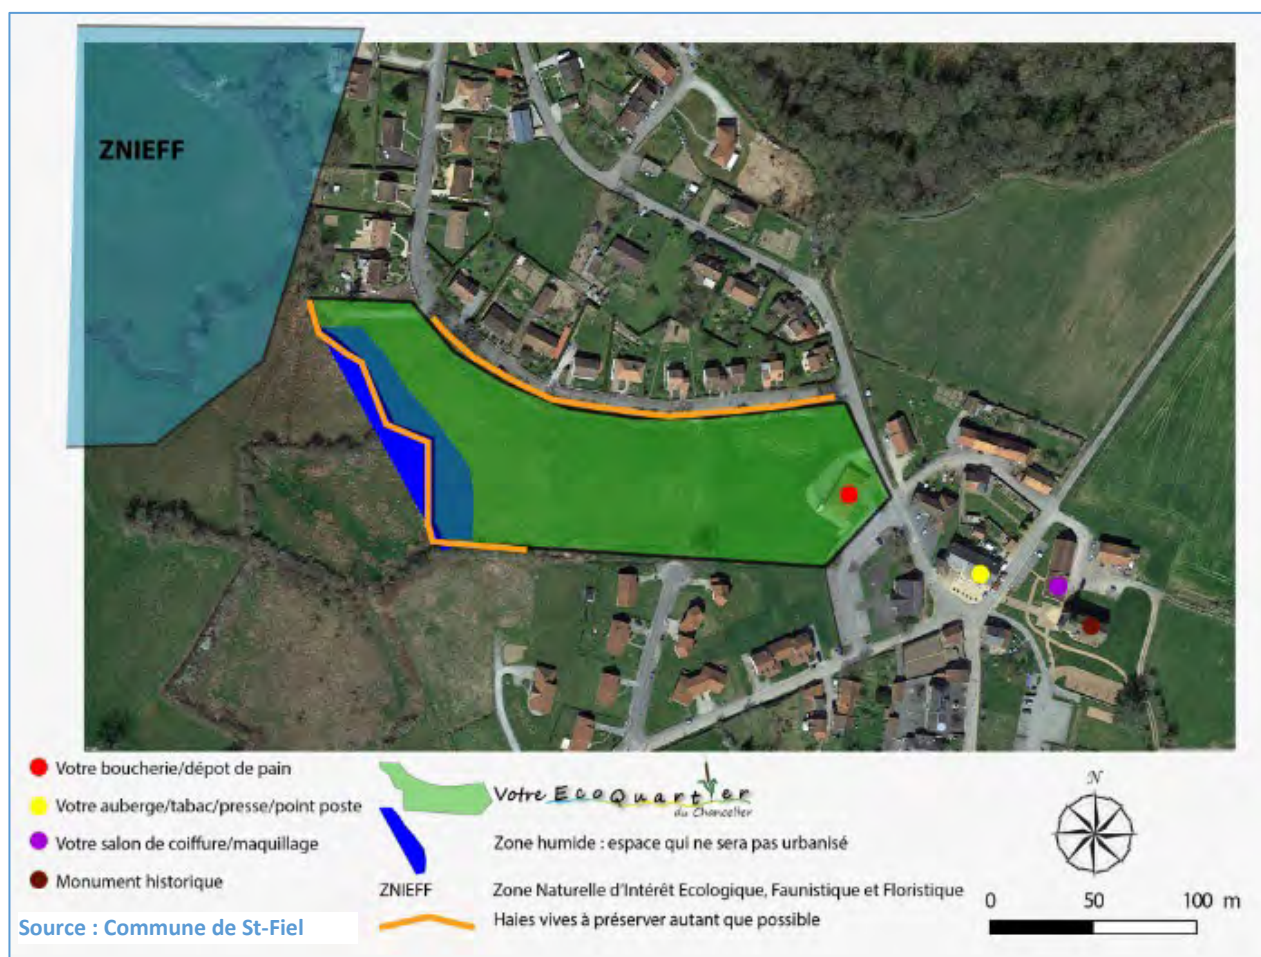 ZNIEFF
Votre boucherie/dépot de pain
Votre auberge/tabac/presse/point poste
Votre salon de coiffure/maquillage
Monument historique
Source : Commune de St-Fiel
Votre EcoQuartier
du Chancelier
Zone humide : espace qui ne sera pas urbanisé
ZNIEFF Zone Naturelle d'Intérêt Ecologique, Faunistique et Floristique
Haies vives à préserver autant que possible
N
0 50 100 m